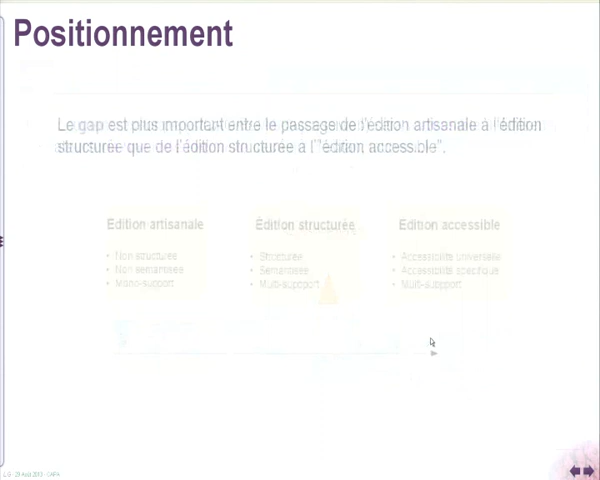 Positionnement
Le gap est plus important entre le passage de l'édition artisanale à l'édition
structurée que de l'édition structurée a l'"édition accessible".
Edition artisanale
Édition structurée
Edition accessible
• Non structurée
• Non sémantisée
• Mono-support
• Structurée
• Sémantisée
• Multi-suppport
• Accessibilité universelle
• Accessibilité spécifique
• Multi-suppport